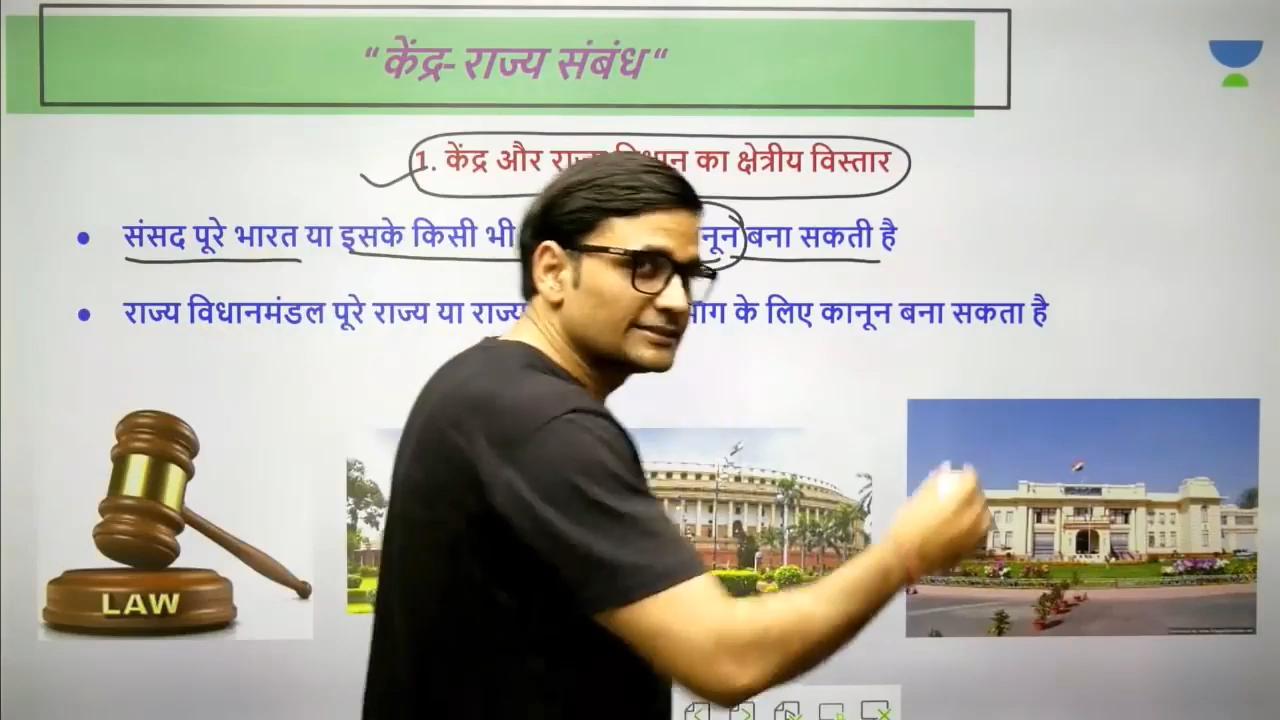 “केंद्र- राज्य संबंध“
1. केंद्र और का क्षेत्रीय विस्तार
संसद पूरे भारत या इसके किसी भी बना सकती है
राज्य विधानमंडल पूरे राज्य या के लिए कानून बना सकता है
LAW